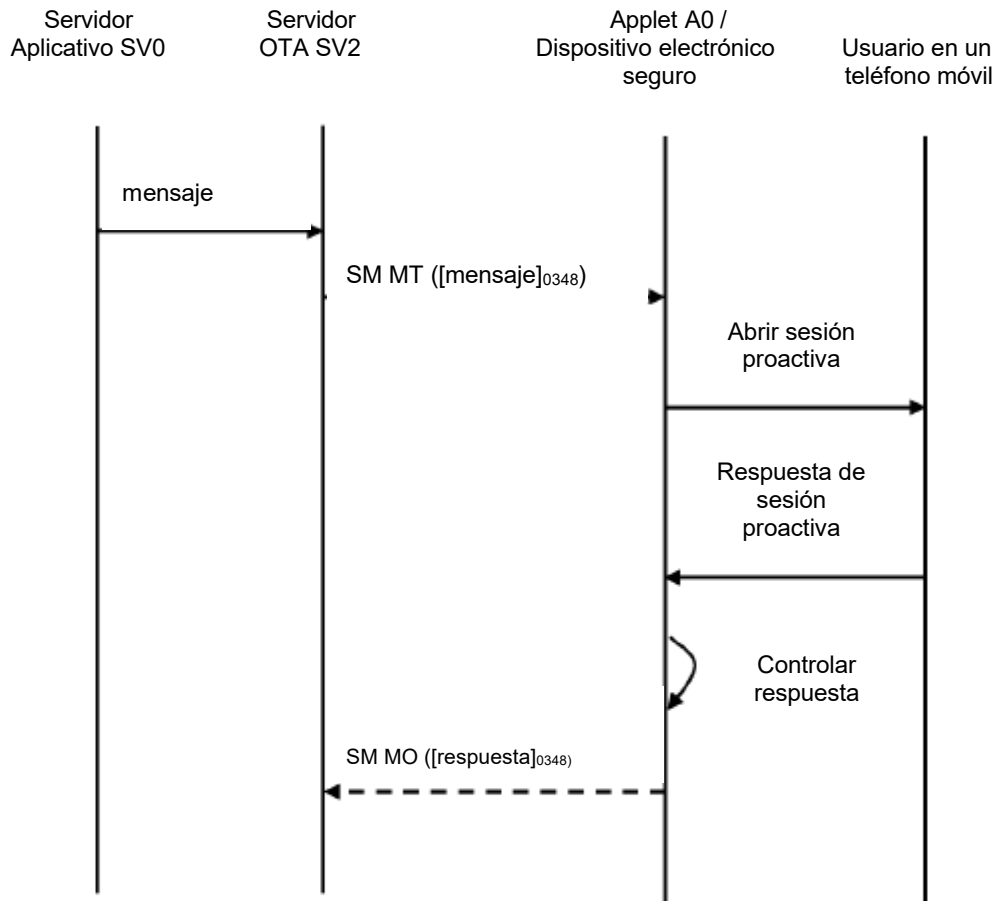 Servidor
Aplicativo SV0
Servidor
OTA SV2
Applet A0 /
Dispositivo electrónico
seguro
Usuario en un
teléfono móvil
mensaje
SM MT ([mensaje]0348)
Abrir sesión
proactiva
Respuesta de
sesión
proactiva
Controlar
respuesta
SM MO ([respuesta]0348)